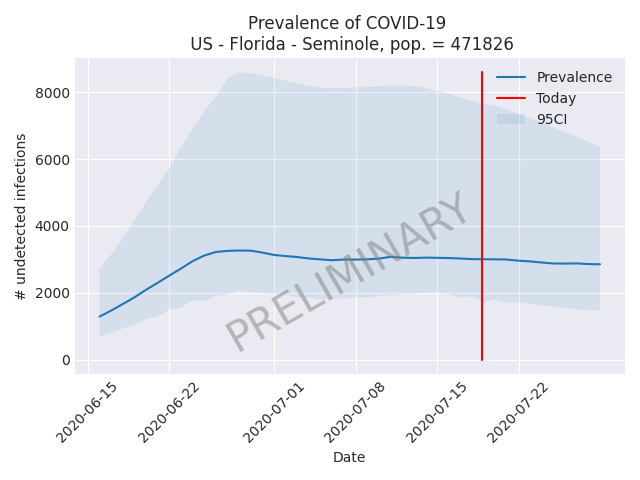 Prevalence of COVID-19
US - Florida - Seminole, pop. = 471826
Prevalence
Today
95CI
PRELIMINARY
# undetected infections
8000
6000
4000
2000
0
2020-06-15
2020-06-22
2020-07-01
2020-07-08
2020-07-15
2020-07-22
Date